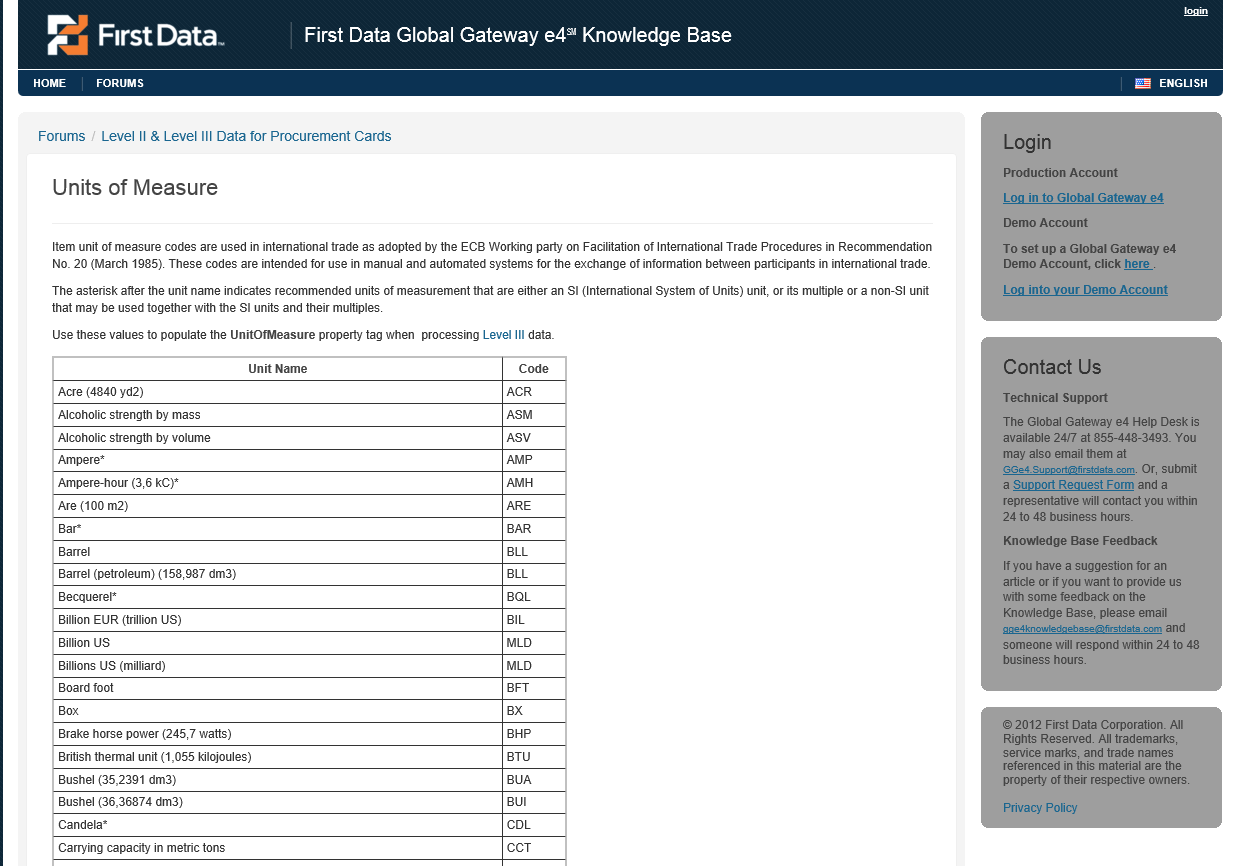 login
First Data™
First Data Global Gateway e4℠ Knowledge Base
HOME
FORUMS
ENGLISH
Forums / Level II & Level III Data for Procurement Cards
Units of Measure
Item unit of measure codes are used in international trade as adopted by the ECB Working party on Facilitation of International Trade Procedures in Recommendation
No. 20 (March 1985). These codes are intended for use in manual and automated systems for the exchange of information between participants in international trade.
The asterisk after the unit name indicates recommended units of measurement that are either an SI (International System of Units) unit, or its multiple or a non-SI unit
that may be used together with the SI units and their multiples.
Use these values to populate the UnitOfMeasure property tag when  processing Level III data.
Unit Name Code
Acre (4840 yd2) ACR
Alcoholic strength by mass ASM
Alcoholic strength by volume ASV
Ampere* AMP
Ampere-hour (3,6 kC)* AMH
Are (100 m2) ARE
Bar* BAR
Barrel BLL
Barrel (petroleum) (158,987 dm3) BLL
Becquerel* BQL
Billion EUR (trillion US) BIL
Billion US MLD
Billions US (milliard) MLD
Board foot BFT
Box BX
Brake horse power (245,7 watts) BHP
British thermal unit (1,055 kilojoules) BTU
Bushel (35,2391 dm3) BUA
Bushel (36,36874 dm3) BUI
Candela* CDL
Carrying capacity in metric tons CCT
Login
Production Account
Log in to Global Gateway e4
Demo Account
To set up a Global Gateway e4
Demo Account, click here .
Log into your Demo Account
Contact Us
Technical Support
The Global Gateway e4 Help Desk is
available 24/7 at 855-448-3493. You
may also email them at
GGe4.Support@firstdata.com. Or, submit
a Support Request Form and a
representative will contact you within
24 to 48 business hours.
Knowledge Base Feedback
If you have a suggestion for an
article or if you want to provide us
with some feedback on the
Knowledge Base, please email
gge4knowledgebase@firstdata.com and
someone will respond within 24 to 48
business hours.
© 2012 First Data Corporation. All
Rights Reserved. All trademarks,
service marks, and trade names
referenced in this material are the
property of their respective owners.
Privacy Policy